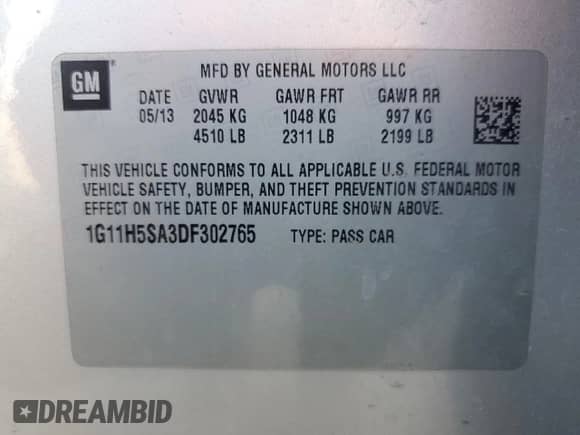 GM
®
MFD BY GENERAL MOTORS LLC
DATE GVWR GAWR FRT GAWR RR
05/13 2045 KG 1048 KG 997 KG
4510 LB 2311 LB 2199 LB
THIS VEHICLE CONFORMS TO ALL APPLICABLE U.S. FEDERAL MOTOR
VEHICLE SAFETY, BUMPER, AND THEFT PREVENTION STANDARDS IN
EFFECT ON THE DATE OF MANUFACTURE SHOWN ABOVE.
1G11H5SA3DF302765 TYPE: PASS CAR
DREAMBID